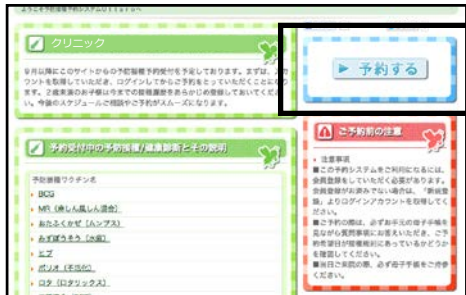 ようこそ予防接種予約システムUiToruへ
クリニック
9月以降にこのサイトからの予防接種予約受付を予定しております。まずは、アカ
ウントを取得していただき、ログインしてからご予約をとっていただくことになり
ます。2歳未満のお子様は今までの接種履歴をあらかじめ登録しておいてくださ
い。今後のスケジュールご相談やご予約がスムーズになります。
予約する
予約受付中の予防接種/健康診断とその説明
予防接種ワクチン名
BCG
MR (麻しん風しん混合)
おたふくかぜ (ムンプス)
みずぼうそう (水痘)
ヒブ
ポリオ (不活化)
ロタ (ロタリックス)
ご予約前の注意
注意事項
■この予約システムをご利用になるには、
会員登録をしていただく必要があります。
会員登録がお済みでない場合は、「新規登
録」よりログインアカウントを取得してく
ださい。
■ご予約の際は、必ずお手元の母子手帳を
見ながら質問事項にお答えいただき、ご予
約希望日が接種規則にあっているかどうか
を確認してください。
■当日ご来院の際、必ず母子手帳をご持参
ください。